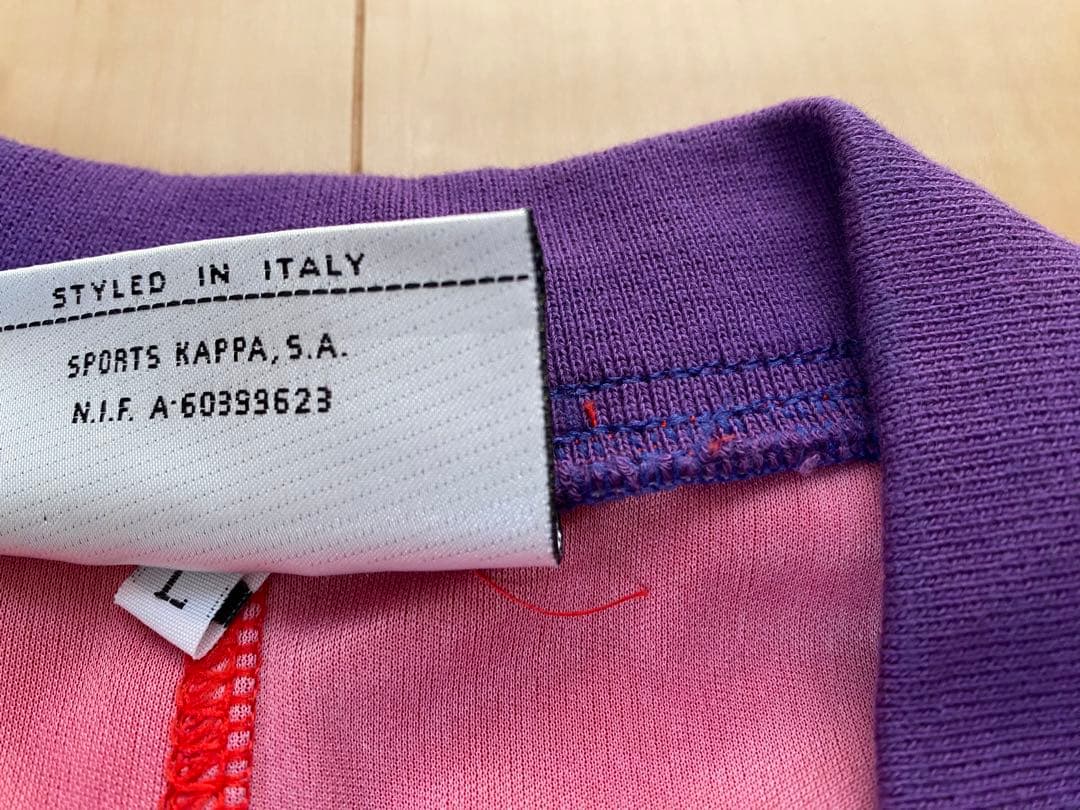 STYLED IN ITALY
SPORTS KAPPA, S.A.
N.I.F. A-60399623
L